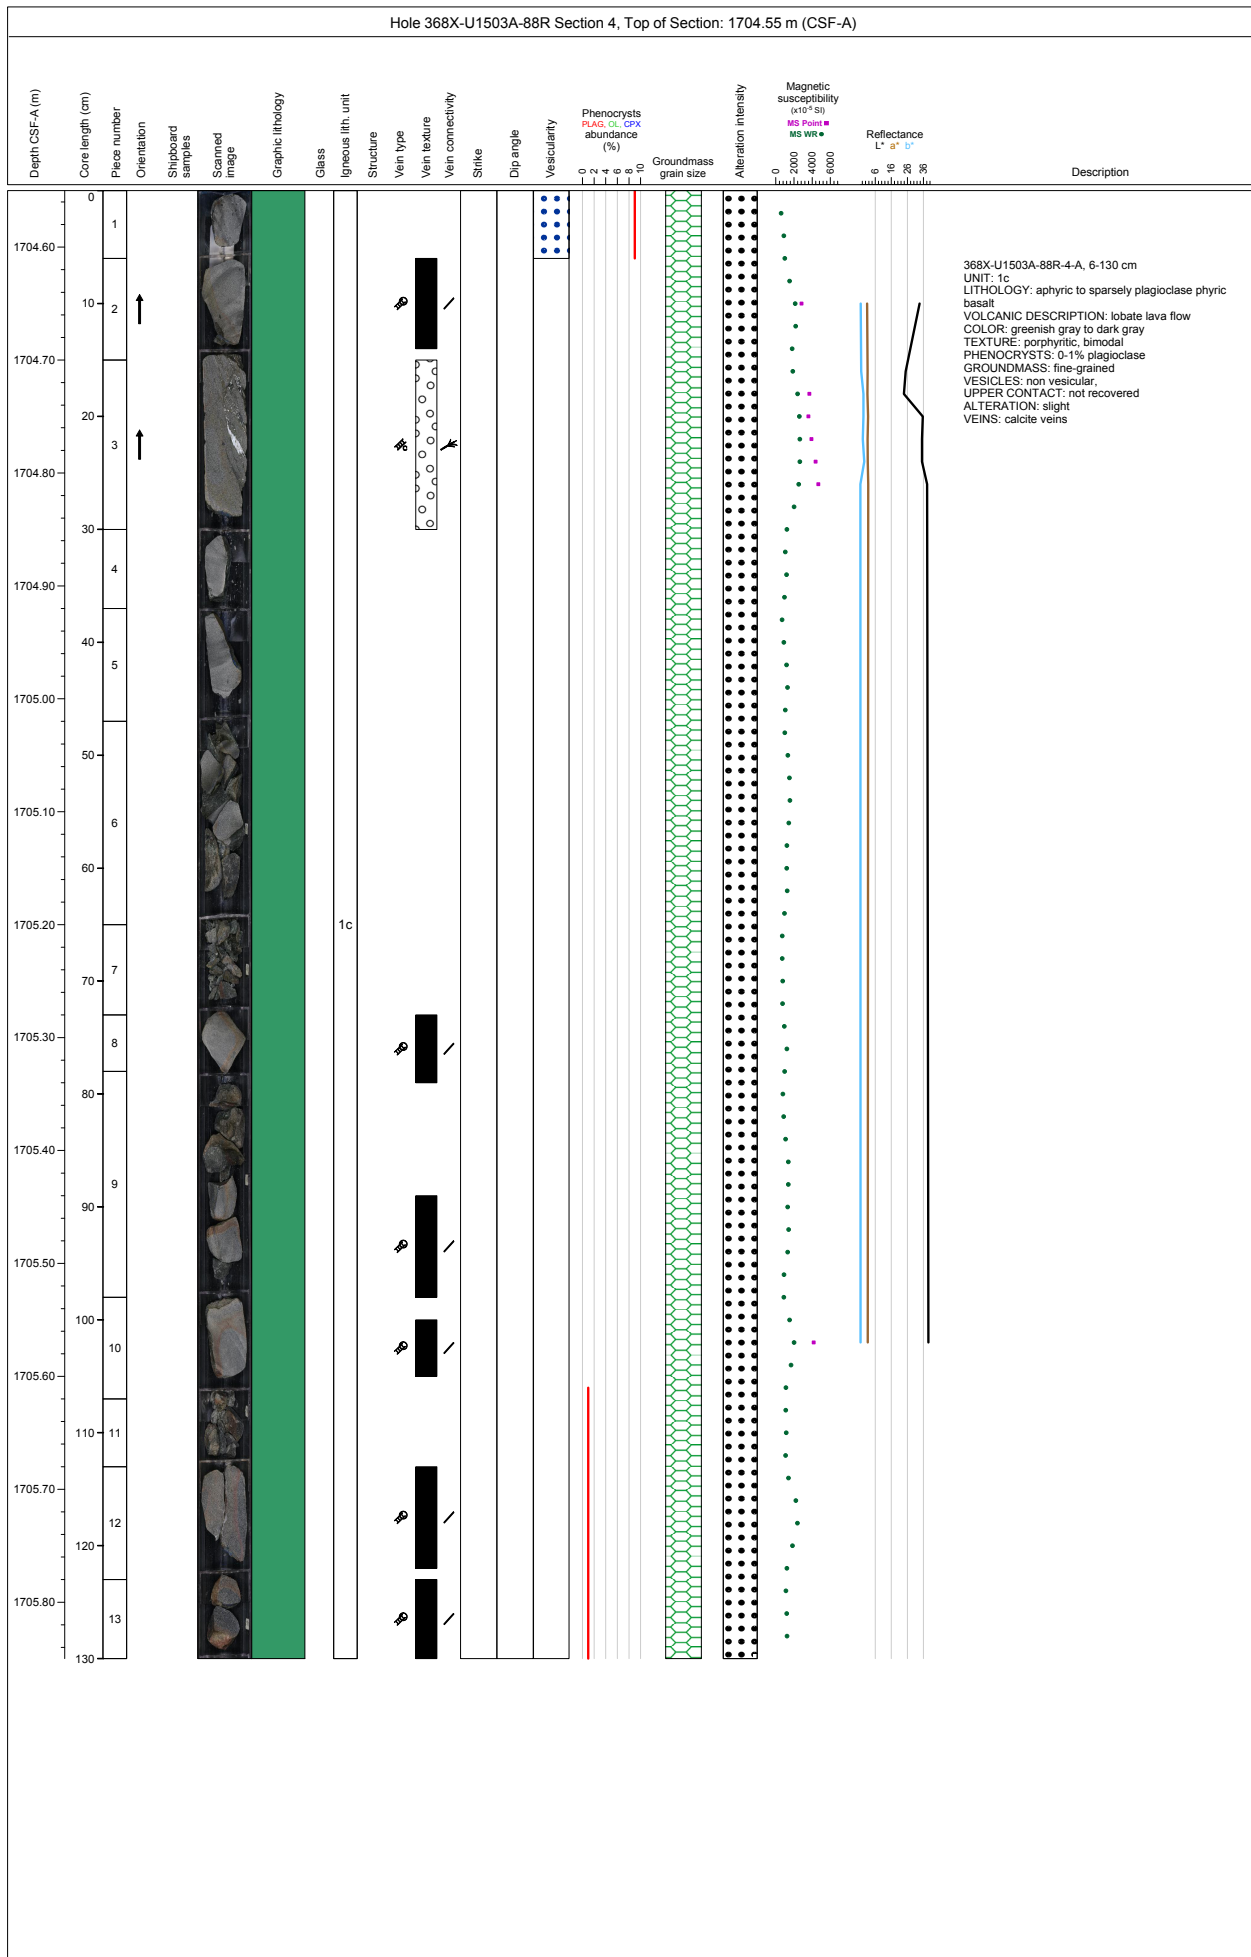 Hole 368X-U1503A-88R Section 4, Top of Section: 1704.55 m (CSF-A)
Depth CSF-A (m)
Core length (cm)
Piece number
Orientation
Shipboard
samples
Scanned
image
Graphic lithology
Glass
Igneous lith. unit
Structure
Vein type
Vein texture
Vein connectivity
Strike
Dip angle
Vesicularity
Phenocrysts
PLAG, OL, CPX
abundance
(%)
0 2 4 6 8 10
Groundmass
grain size
Alteration intensity
Magnetic
susceptibility
(x10-5 SI)
MS Point
MS WR
0 2000 4000 6000
Reflectance
L* a* b*
6 16 26 36
Description
0
1
1704.60
10
2
1704.70
20
3
1704.80
30
4
1704.90
40
5
1705.00
50
1705.10
6
60
1705.20
1c
7
70
1705.30
8
80
1705.40
9
90
1705.50
100
10
1705.60
11
110
1705.70
12
120
1705.80
13
130
368X-U1503A-88R-4-A, 6-130 cm
UNIT: 1c
LITHOLOGY: aphyric to sparsely plagioclase phyric
basalt
VOLCANIC DESCRIPTION: lobate lava flow
COLOR: greenish gray to dark gray
TEXTURE: porphyritic, bimodal
PHENOCRYSTS: 0-1% plagioclase
GROUNDMASS: fine-grained
VESICLES: non vesicular,
UPPER CONTACT: not recovered
ALTERATION: slight
VEINS: calcite veins